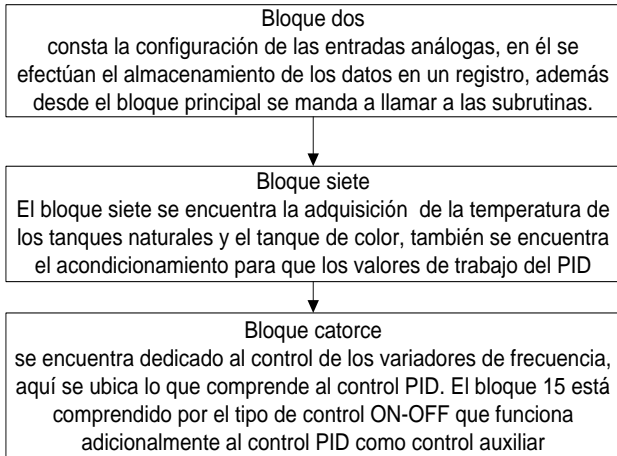 Bloque dos
consta la configuración de las entradas análogas, en él se
efectúan el almacenamiento de los datos en un registro, además
desde el bloque principal se manda a llamar a las subrutinas.
Bloque siete
El bloque siete se encuentra la adquisición de la temperatura de
los tanques naturales y el tanque de color, también se encuentra
el acondicionamiento para que los valores de trabajo del PID
Bloque catorce
se encuentra dedicado al control de los variadores de frecuencia,
aquí se ubica lo que comprende al control PID. El bloque 15 está
comprendido por el tipo de control ON-OFF que funciona
adicionalmente al control PID como control auxiliar